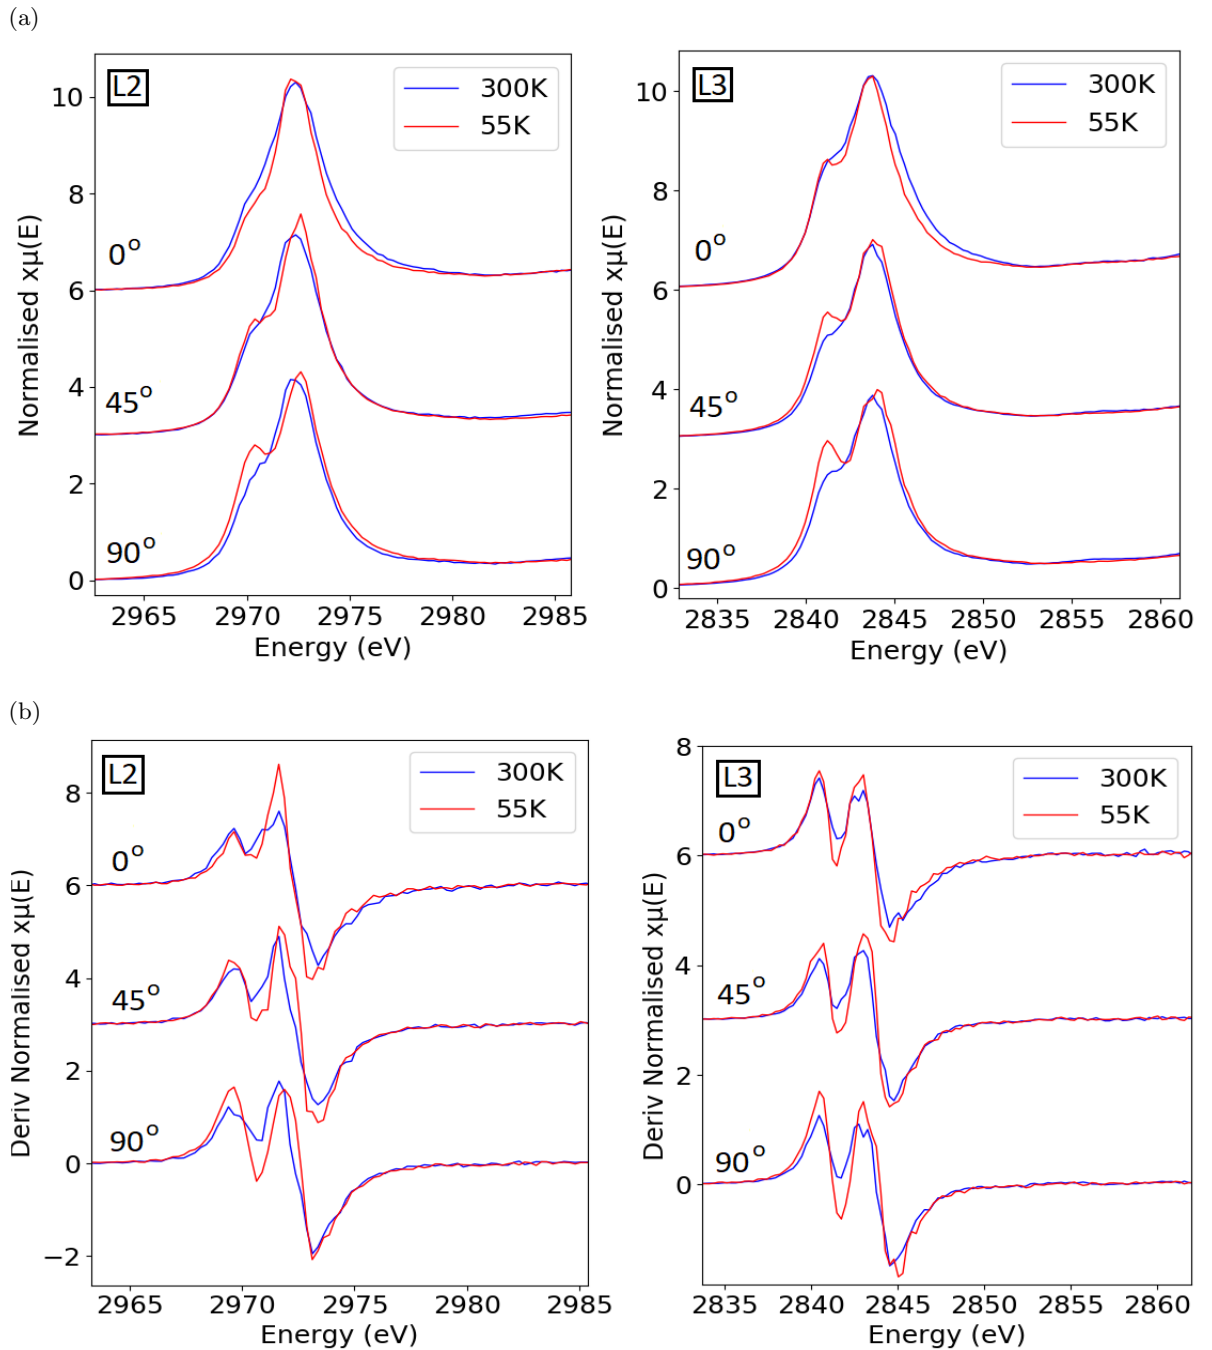 (a)
L2
300K
55K
10
8
6
4
2
0
0°
45°
90°
Normalised xμ(E)
2965 2970 2975 2980 2985
Energy (eV)
L3
300K
55K
10
8
6
4
2
0
0°
45°
90°
Normalised xμ(E)
2835 2840 2845 2850 2855 2860
Energy (eV)
(b)
L2
300K
55K
8
6
4
2
0
−2
0°
45°
90°
Deriv Normalised xμ(E)
2965 2970 2975 2980 2985
Energy (eV)
L3
300K
55K
8
6
4
2
0
0°
45°
90°
Deriv Normalised xμ(E)
2835 2840 2845 2850 2855 2860
Energy (eV)